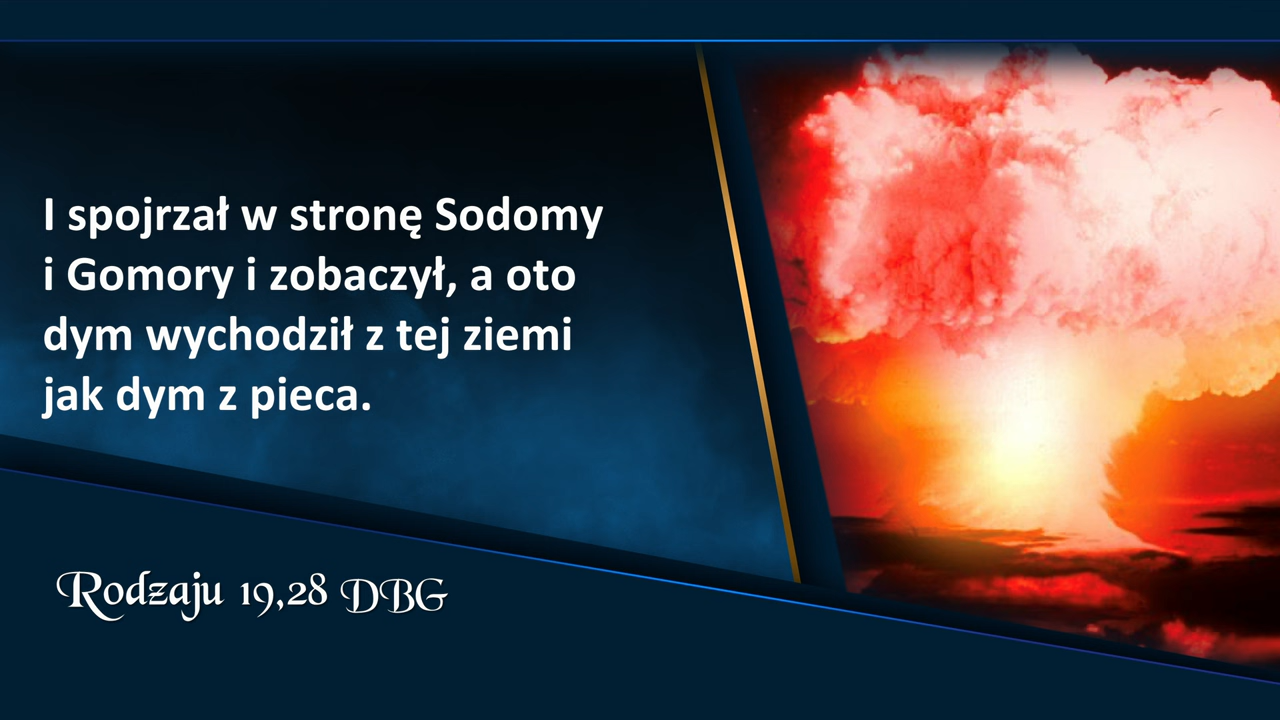 I spojrzał w stronę Sodomy
i Gomory i zobaczył, a oto
dym wychodził z tej ziemi
jak dym z pieca.
Rodzaju 19,28 DBG